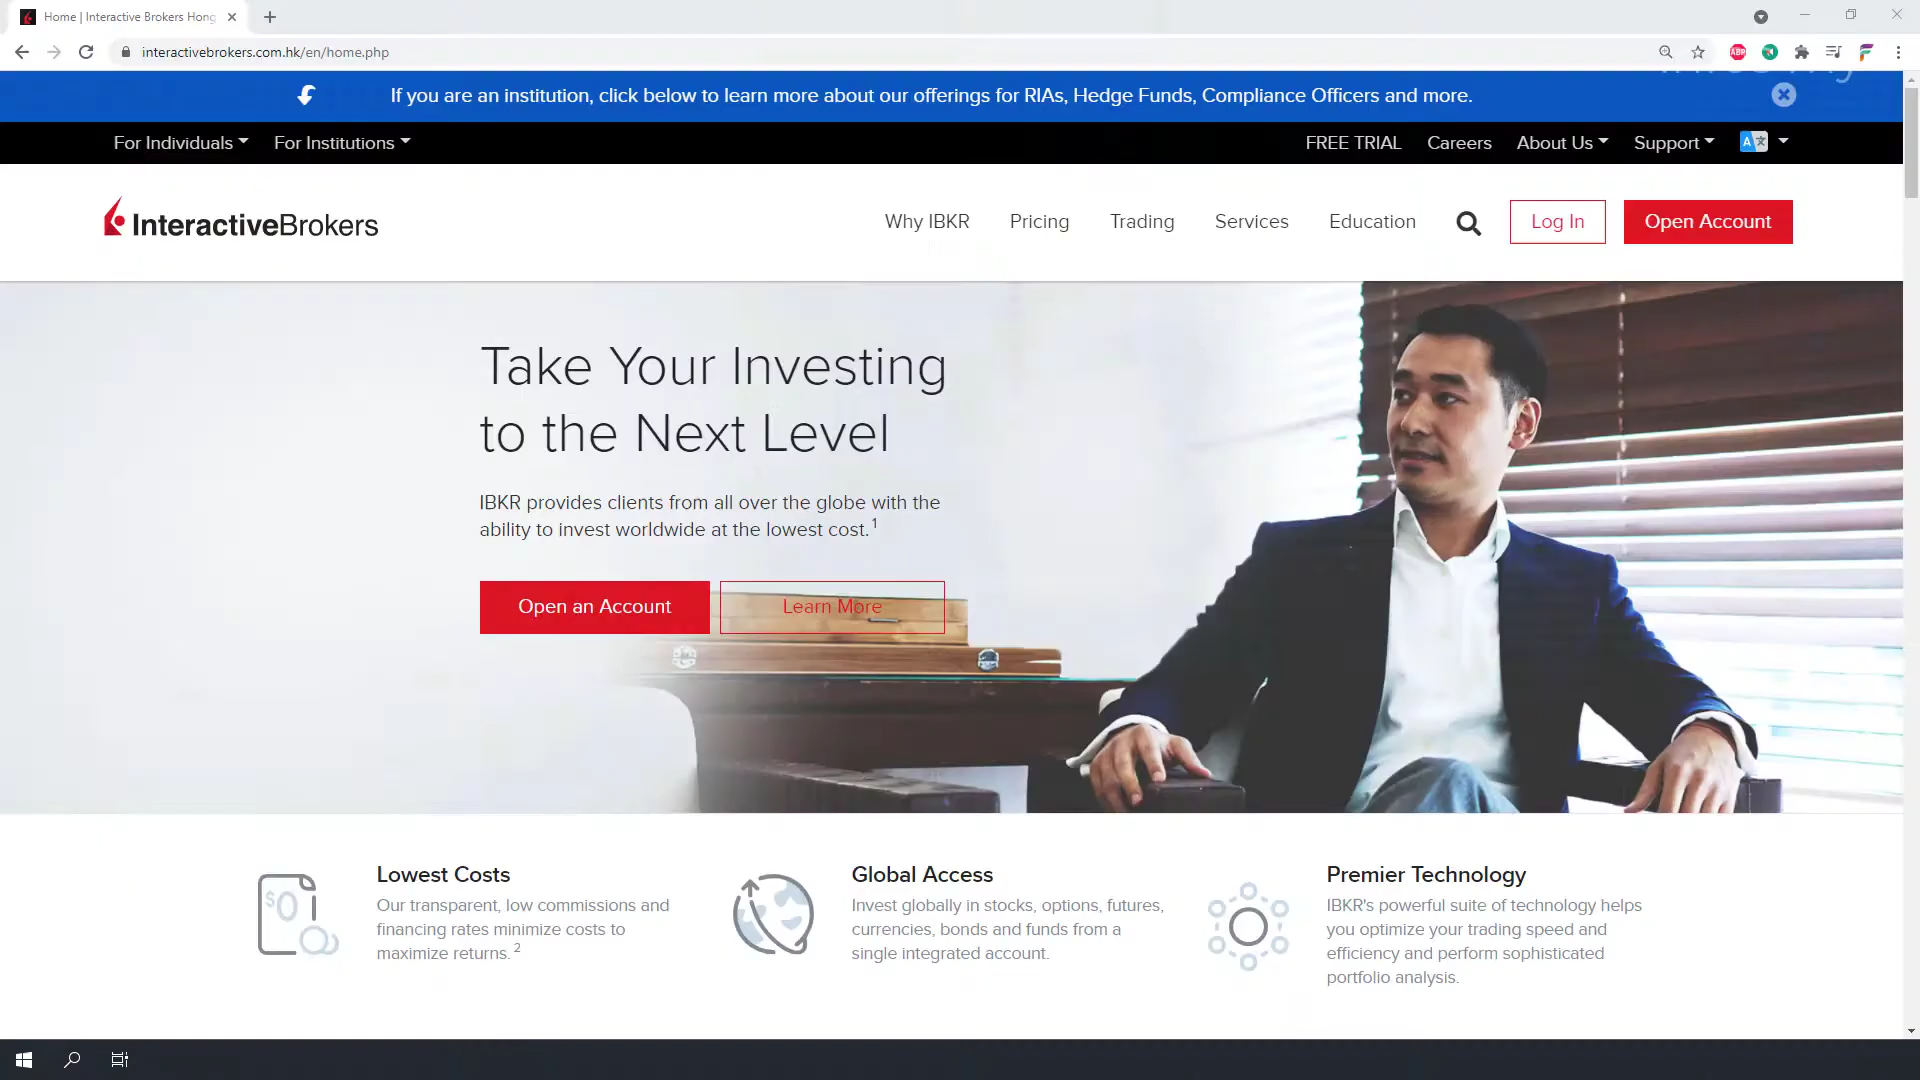 Home | Interactive Brokers Hong
interactivebrokers.com.hk/en/home.php
ABP
If you are an institution, click below to learn more about our offerings for RIAs, Hedge Funds, Compliance Officers and more.
For Individuals For Institutions FREE TRIAL Careers About Us Support
InteractiveBrokers Why IBKR Pricing Trading Services Education Log In Open Account
Take Your Investing
to the Next Level
IBKR provides clients from all over the globe with the
ability to invest worldwide at the lowest cost.1
Open an Account Learn More
Lowest Costs
Our transparent, low commissions and
financing rates minimize costs to
maximize returns. 2
$0
Global Access
Invest globally in stocks, options, futures,
currencies, bonds and funds from a
single integrated account.
Premier Technology
IBKR's powerful suite of technology helps
you optimize your trading speed and
efficiency and perform sophisticated
portfolio analysis.